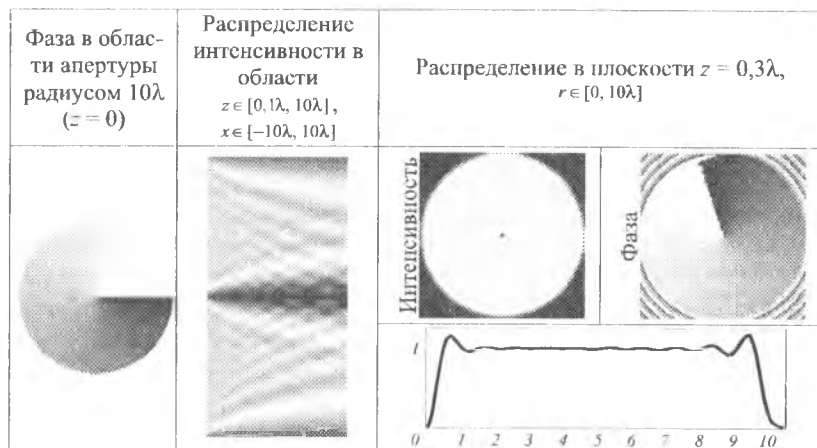 Фаза в облас-
ти апертуры
радиусом 10λ
(z = 0)
Распределение
интенсивности в
области
z ∈ [0,1λ, 10λ],
x ∈ [−10λ, 10λ]
Распределение в плоскости z = 0,3λ,
r ∈ [0, 10λ]
Интенсивность
Фаза
1
0 1 2 3 4 5 6 7 8 9 10